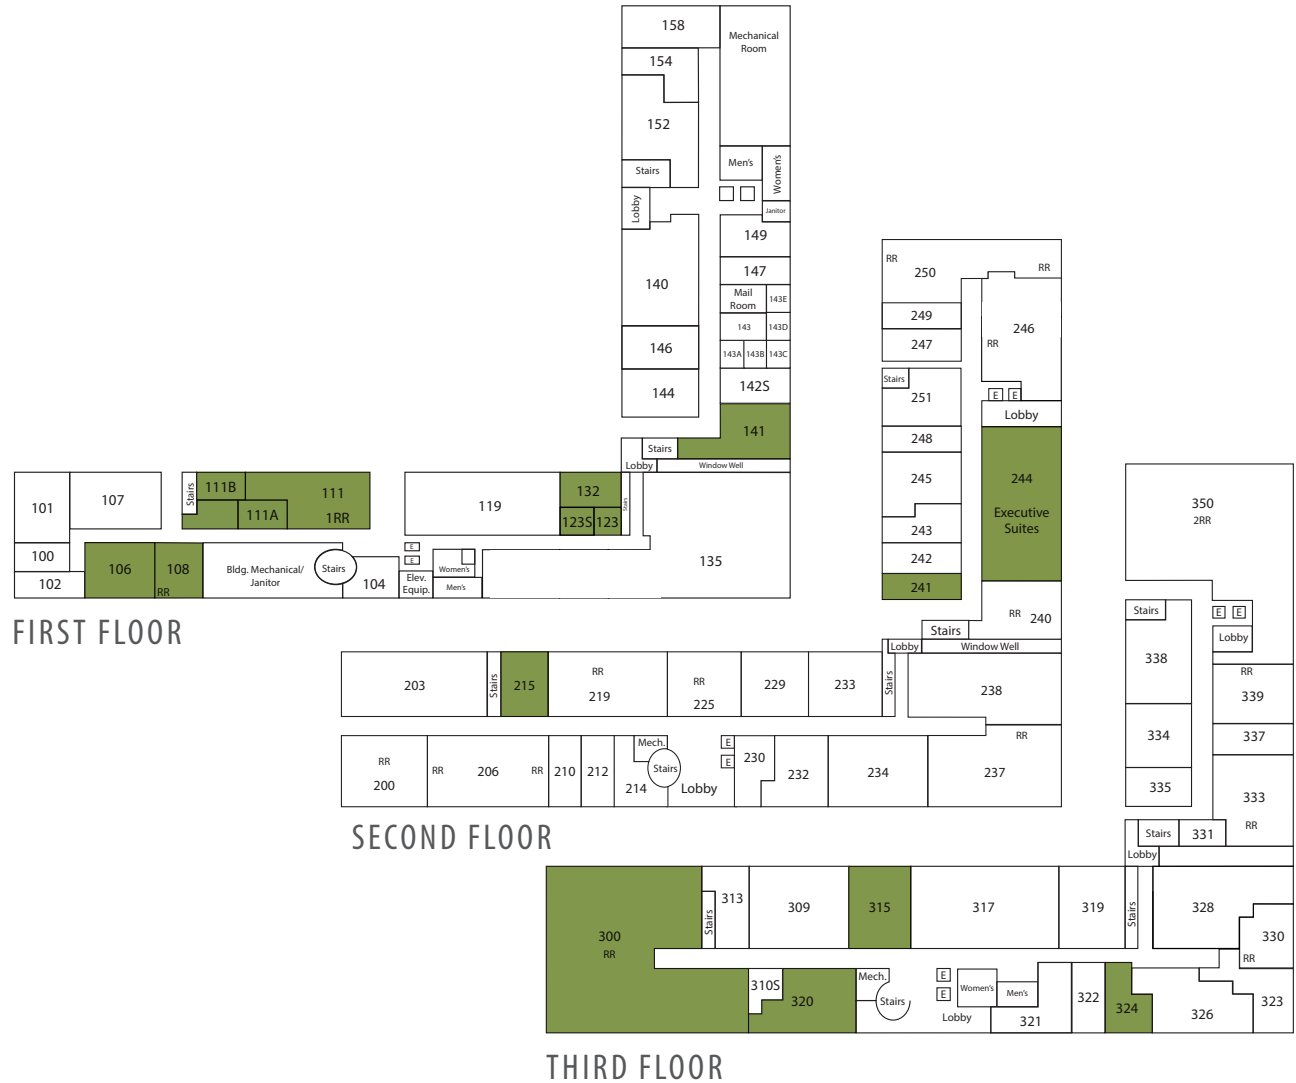 158
Mechanical
Room
154
152
Stairs
Men's
Women's
Lobby
Janitor
149
147
140
Mail
Room
143E
143
143D
146
143A
143B
143C
144
142S
141
Stairs
Lobby
Window Well
101
107
Stairs
111B
111
111A
1RR
119
132
123S
123
Stairs
135
100
102
106
108
RR
Bldg. Mechanical/
Janitor
Stairs
104
E
E
Elev.
Equip.
Women's
Men's
FIRST FLOOR
RR
250
RR
249
247
246
RR
Stairs
251
E
E
Lobby
248
245
244
Executive
Suites
243
242
241
RR
240
Stairs
Lobby
Window Well
203
Stairs
215
RR
219
RR
225
229
233
Stairs
238
RR
200
RR
206
RR
210
212
Mech.
214
Stairs
Lobby
E
E
230
232
234
RR
237
SECOND FLOOR
350
2RR
Stairs
E
E
Lobby
338
RR
339
334
337
335
333
RR
Stairs
331
Lobby
300
RR
Stairs
313
309
315
317
319
Stairs
328
330
RR
310S
320
Mech.
Stairs
E
E
Lobby
Women's
Men's
321
322
324
326
323
THIRD FLOOR